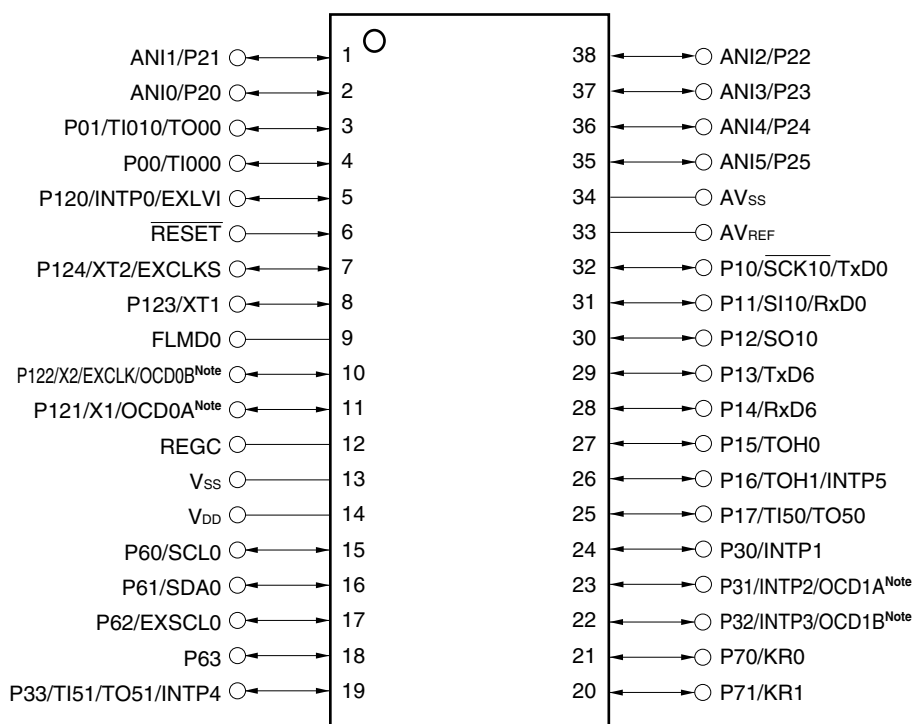 ANI1/P21 1 38 ANI2/P22
ANI0/P20 2 37 ANI3/P23
P01/TI010/TO00 3 36 ANI4/P24
P00/TI000 4 35 ANI5/P25
P120/INTP0/EXLVI 5 34 AVSS
RESET 6 33 AVREF
P124/XT2/EXCLKS 7 32 P10/SCK10/TxD0
P123/XT1 8 31 P11/SI10/RxD0
FLMD0 9 30 P12/SO10
P122/X2/EXCLK/OCD0BNote 10 29 P13/TxD6
P121/X1/OCD0ANote 11 28 P14/RxD6
REGC 12 27 P15/TOH0
VSS 13 26 P16/TOH1/INTP5
VDD 14 25 P17/TI50/TO50
P60/SCL0 15 24 P30/INTP1
P61/SDA0 16 23 P31/INTP2/OCD1ANote
P62/EXSCL0 17 22 P32/INTP3/OCD1BNote
P63 18 21 P70/KR0
P33/TI51/TO51/INTP4 19 20 P71/KR1